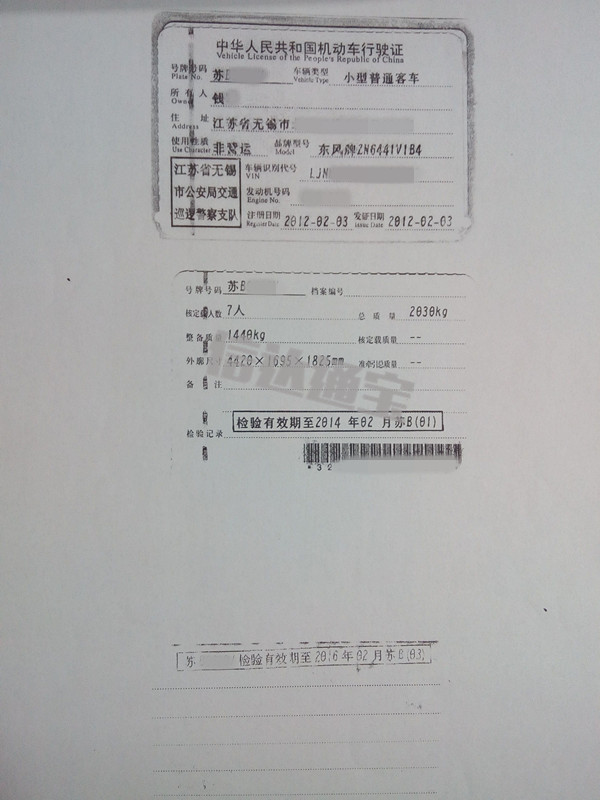 中华人民共和国机动车行驶证
Vehicle License of the People's Republic of China
号牌号码 苏 车辆类型 小型普通客车
Plate No. Vehicle Type
所有人 钱
Owner
住 址 江苏省无锡市
Address
使用性质 非营运 品牌型号 东风牌ZN6441V1B4
Use Character Model
江苏省无锡 车辆识别代号 LJN
市公安局交通 VIN
巡逻警察支队 发动机号码
Engine No.
注册日期 2012-02-03 发证日期 2012-02-03
Register Date Issue Date
号牌号码 苏B 档案编号
核定载人数 7人 总质量 2030kg
整备质量 1440kg 核定载质量 --
外廓尺寸 4420×1695×1825mm 准牵引总质量 --
备 注
信达通宝
检验有效期至2014年02月苏B(01)
检验记录
*32
苏 检验有效期至2016年02月苏B(03)